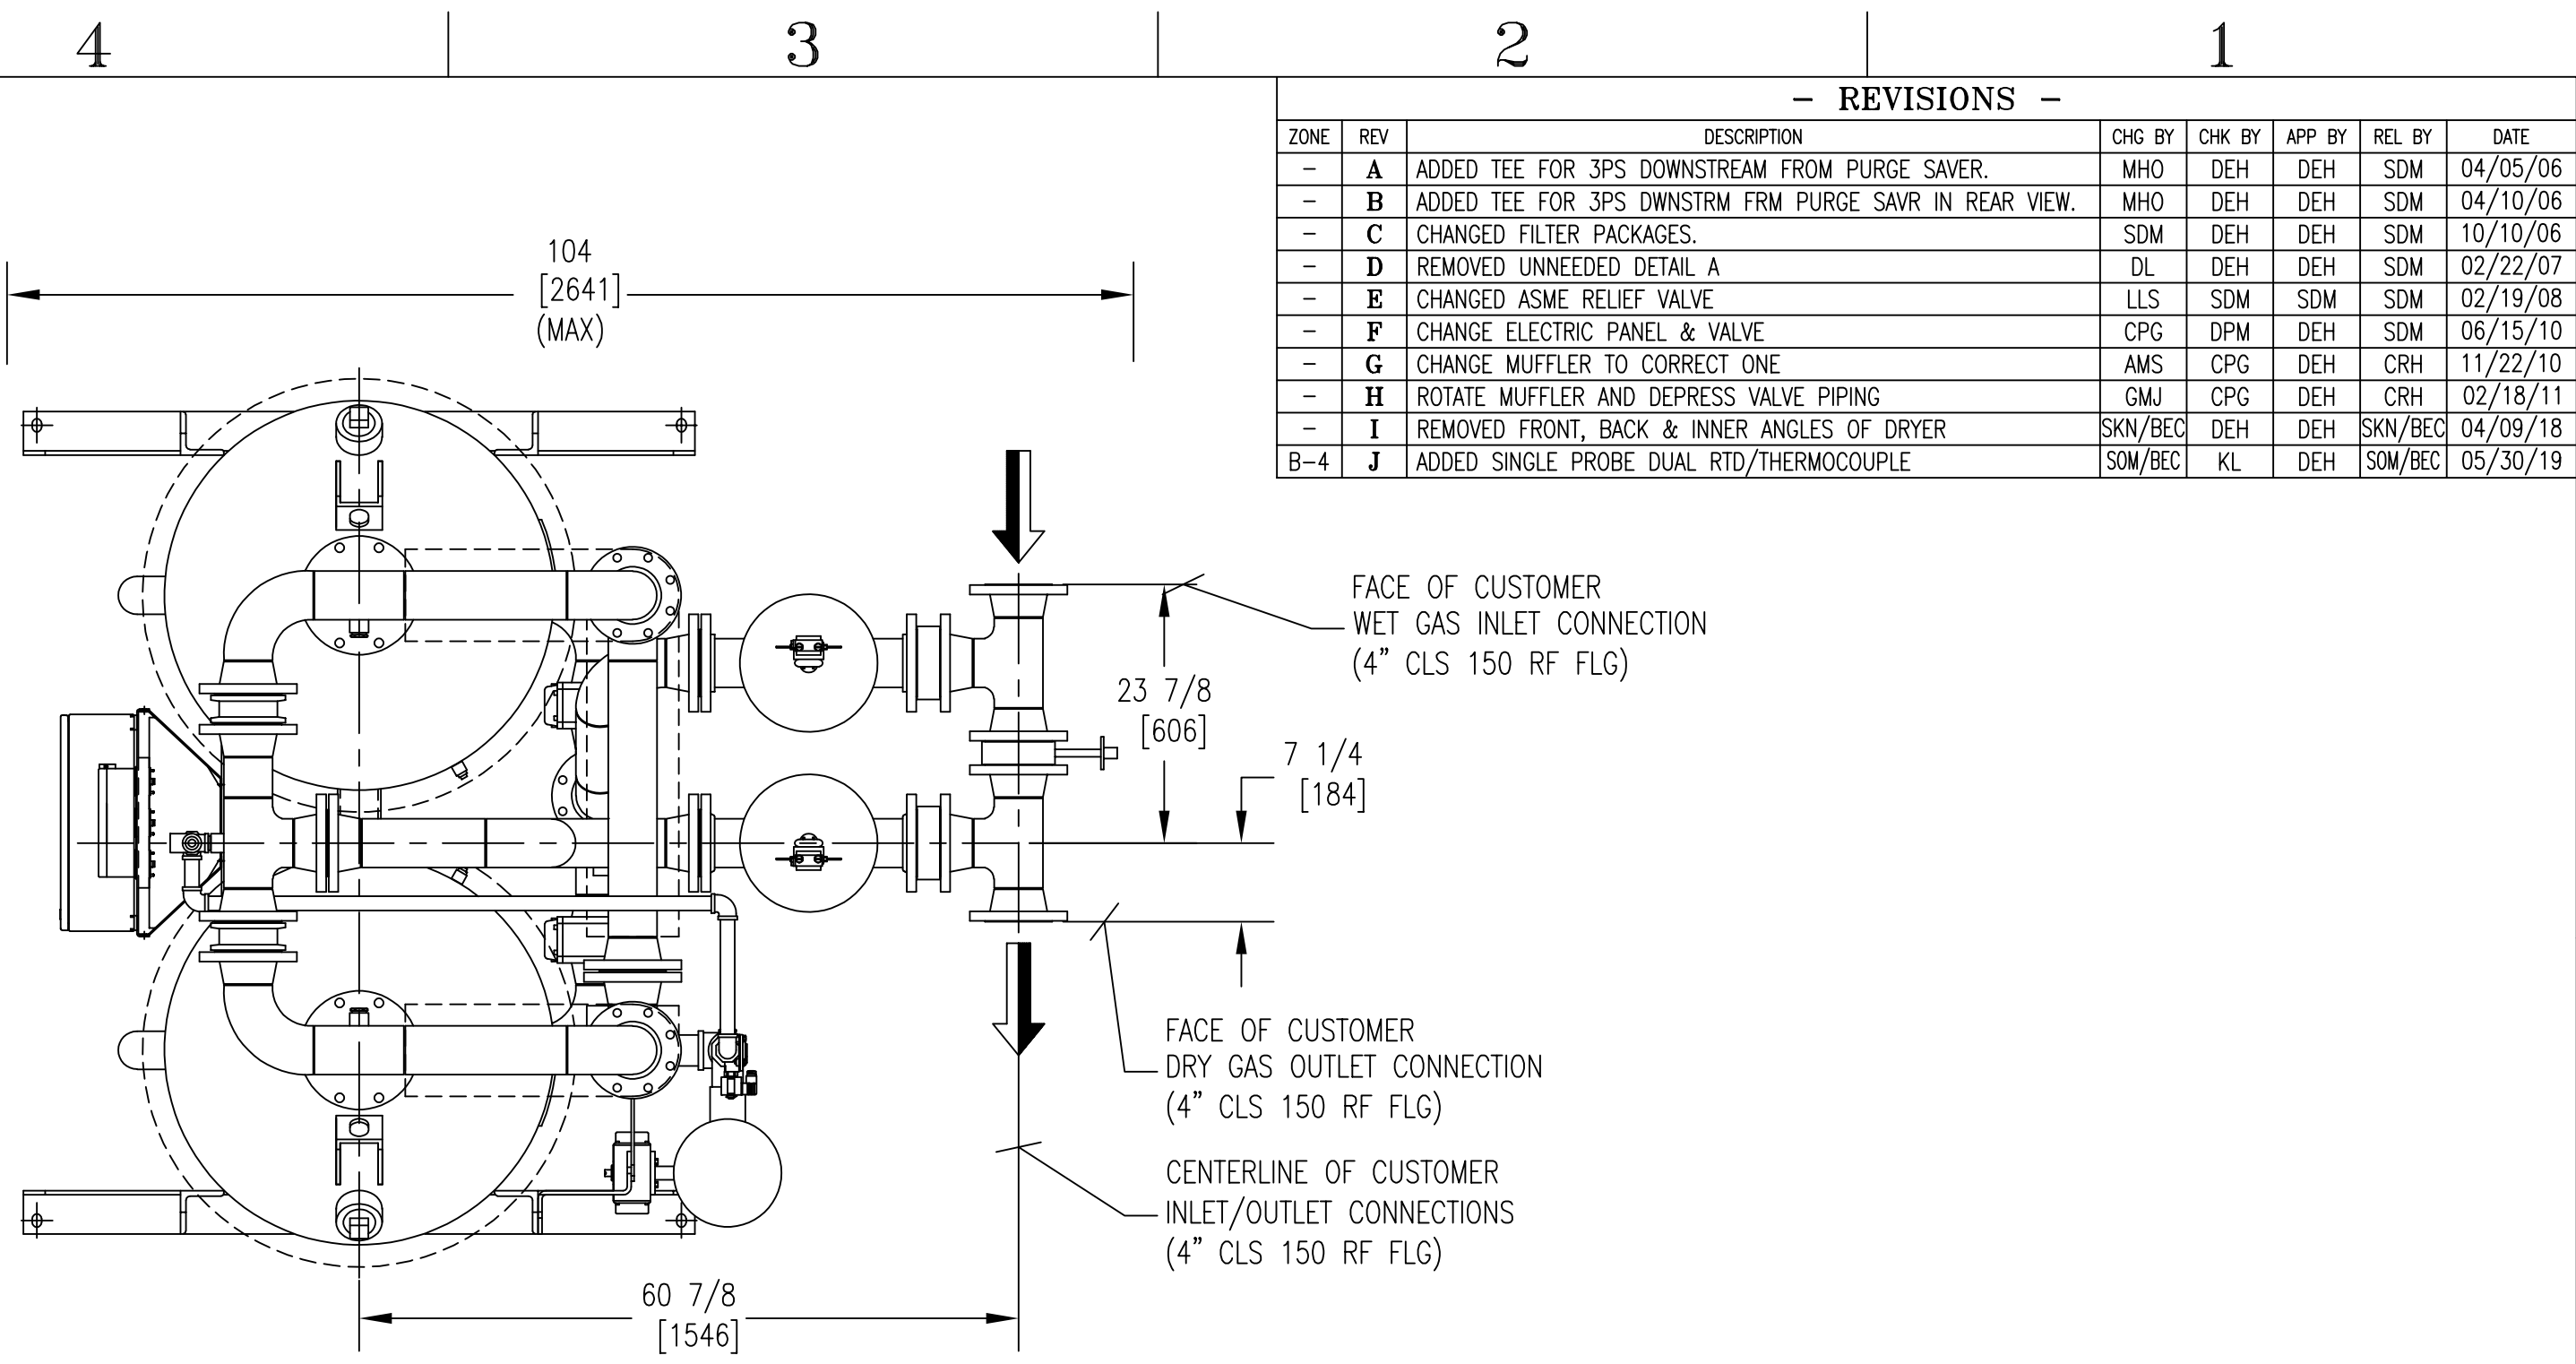 4 3 2 1
- REVISIONS -
ZONE REV DESCRIPTION CHG BY CHK BY APP BY REL BY DATE
- A ADDED TEE FOR 3PS DOWNSTREAM FROM PURGE SAVER. MHO DEH DEH SDM 04/05/06
- B ADDED TEE FOR 3PS DWNSTRM FRM PURGE SAVR IN REAR VIEW. MHO DEH DEH SDM 04/10/06
- C CHANGED FILTER PACKAGES. SDM DEH DEH SDM 10/10/06
- D REMOVED UNNEEDED DETAIL A DL DEH DEH SDM 02/22/07
- E CHANGED ASME RELIEF VALVE LLS SDM SDM SDM 02/19/08
- F CHANGE ELECTRIC PANEL & VALVE CPG DPM DEH SDM 06/15/10
- G CHANGE MUFFLER TO CORRECT ONE AMS CPG DEH CRH 11/22/10
- H ROTATE MUFFLER AND DEPRESS VALVE PIPING GMJ CPG DEH CRH 02/18/11
- I REMOVED FRONT, BACK & INNER ANGLES OF DRYER SKN/BEC DEH DEH SKN/BEC 04/09/18
B-4 J ADDED SINGLE PROBE DUAL RTD/THERMOCOUPLE SOM/BEC KL DEH SOM/BEC 05/30/19
104
[2641]
(MAX)
FACE OF CUSTOMER
WET GAS INLET CONNECTION
(4" CLS 150 RF FLG)
23 7/8
[606]
7 1/4
[184]
FACE OF CUSTOMER
DRY GAS OUTLET CONNECTION
(4" CLS 150 RF FLG)
CENTERLINE OF CUSTOMER
INLET/OUTLET CONNECTIONS
(4" CLS 150 RF FLG)
60 7/8
[1546]